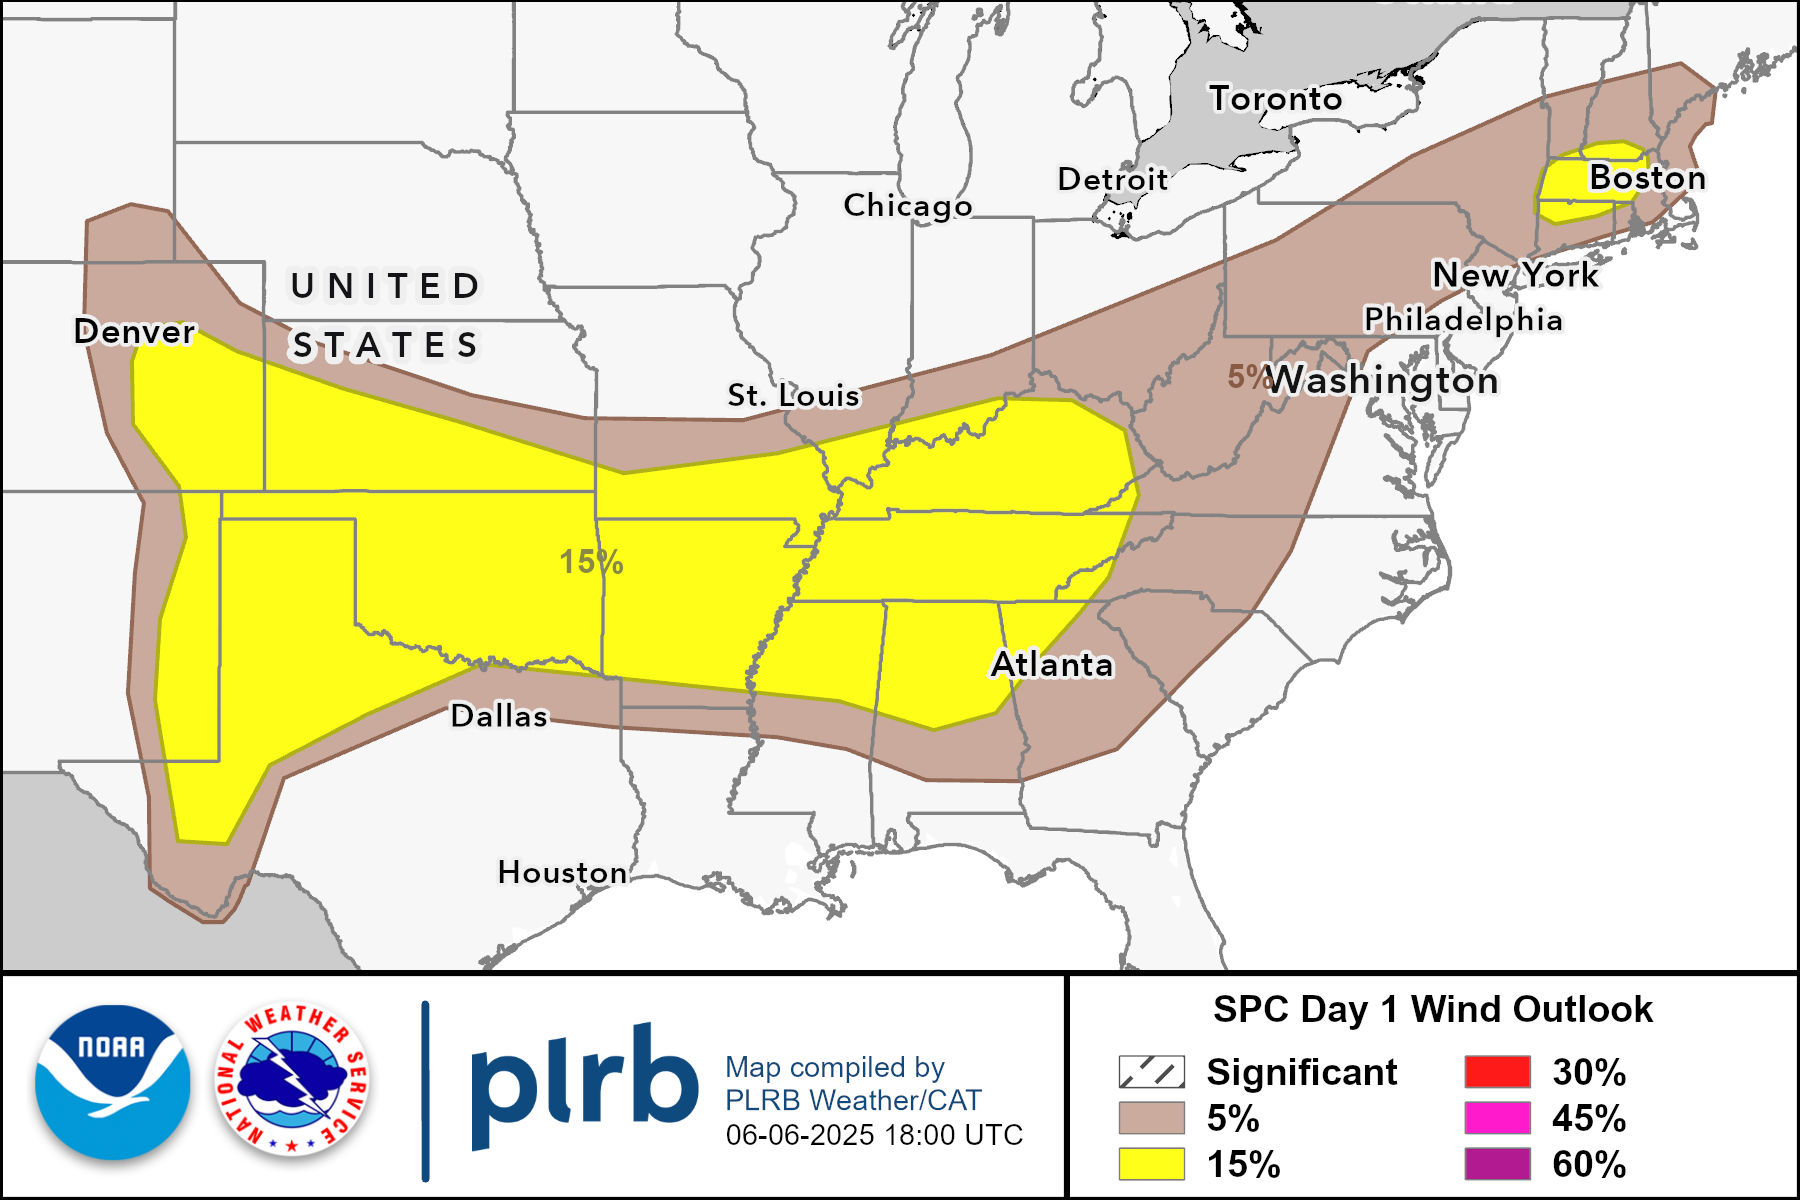 Toronto
Detroit
Boston
Chicago
New York
UNITED
Philadelphia
Denver
STATES
5%
Washington
St. Louis
15%
Atlanta
Dallas
Houston
NOAA
NATIONAL WEATHER SERVICE
plrb
Map compiled by
PLRB Weather/CAT
06-06-2025 18:00 UTC
SPC Day 1 Wind Outlook
Significant
30%
5%
45%
15%
60%